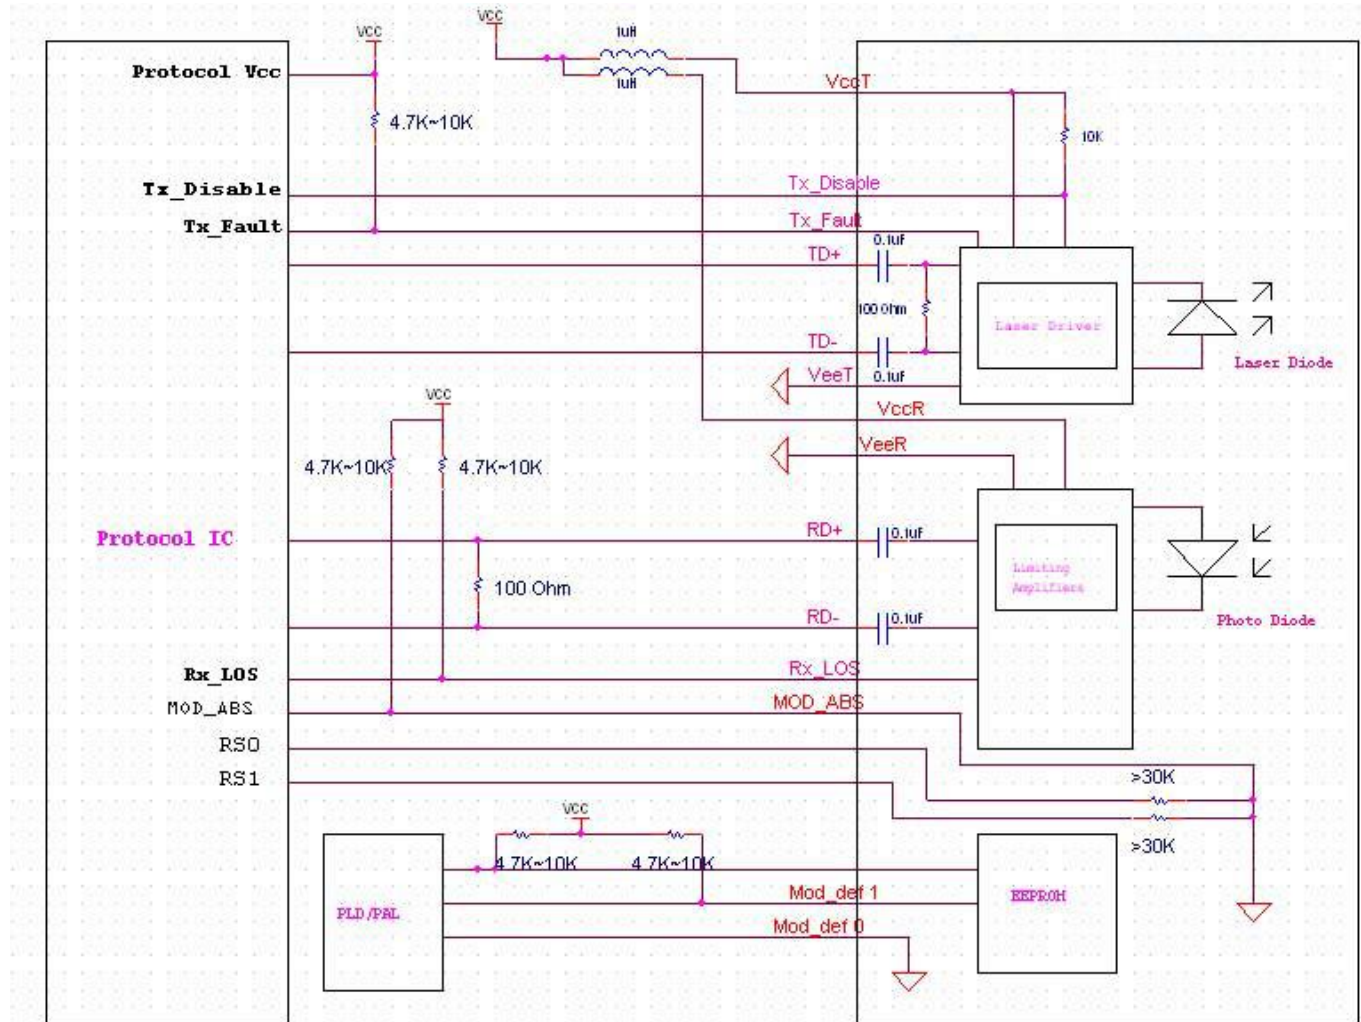 VCC
VCC
1uH
1uH
Protocol Vcc
VccT
4.7K~10K
10K
Tx_Disable
Tx_Disable
Tx_Fault
Tx_Fault
0.1uF
TD+
100 Ohm
Laser Driver
TD-
Laser Diode
VeeT
0.1uF
VCC
VccR
VeeR
4.7K~10K
4.7K~10K
Protocol IC
RD+
0.1uF
Limiting
Amplifiers
100 Ohm
RD-
0.1uF
Photo Diode
Rx_LOS
Rx_LOS
MOD_ABS
MOD_ABS
RS0
RS1
>30K
VCC
>30K
4.7K~10K
4.7K~10K
Mod_def 1
EEPROM
PLD/PAL
Mod_def 0